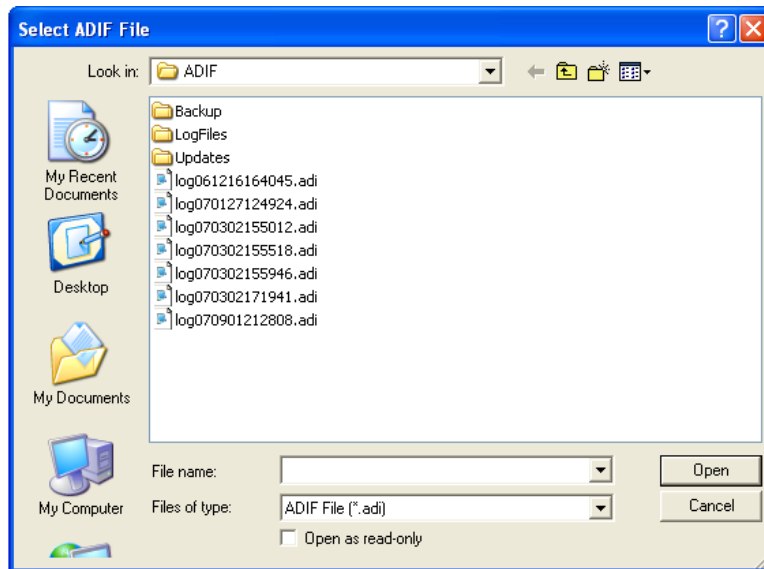 Select ADIF File
Look in: ADIF
My Recent
Documents
Desktop
My Documents
My Computer
Backup
LogFiles
Updates
log061216164045.adi
log070127124924.adi
log070302155012.adi
log070302155518.adi
log070302155946.adi
log070302171941.adi
log070901212808.adi
File name: Open
Files of type: ADIF File (*.adi) Cancel
Open as read-only